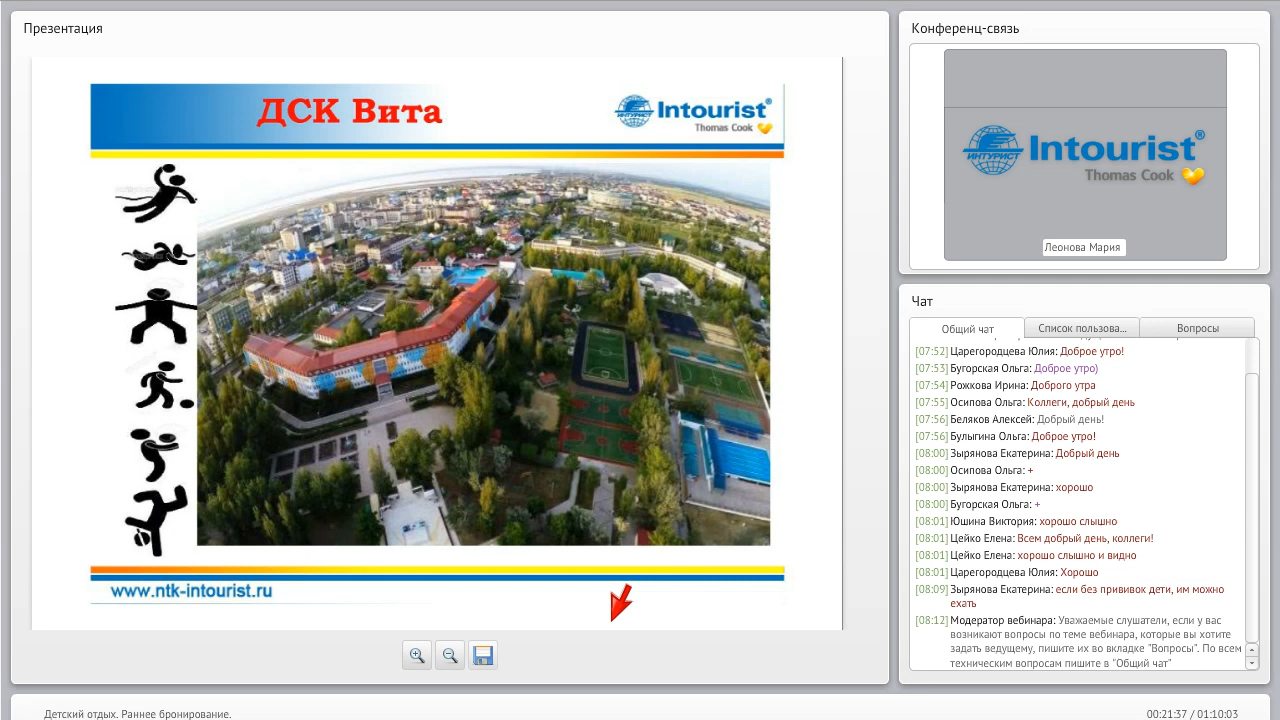 Презентация
ДСК Вита
ИНТУРИСТ
Intourist®
Thomas Cook
www.ntk-intourist.ru
Конференц-связь
ИНТУРИСТ
Intourist®
Thomas Cook
Леонова Мария
Чат
Общий чат
Список пользова...
Вопросы
[07:52] Царегородцева Юлия: Доброе утро!
[07:53] Бугорская Ольга: Доброе утро)
[07:54] Рожкова Ирина: Доброго утра
[07:55] Осипова Ольга: Коллеги, добрый день
[07:56] Беляков Алексей: Добрый день!
[07:56] Булыгина Ольга: Доброе утро!
[08:00] Зырянова Екатерина: Добрый день
[08:00] Осипова Ольга: +
[08:00] Зырянова Екатерина: хорошо
[08:00] Бугорская Ольга: +
[08:01] Юшина Виктория: хорошо слышно
[08:01] Цейко Елена: Всем добрый день, коллеги!
[08:01] Цейко Елена: хорошо слышно и видно
[08:01] Царегородцева Юлия: Хорошо
[08:09] Зырянова Екатерина: если без прививок дети, им можно
ехать
[08:12] Модератор вебинара: Уважаемые слушатели, если у вас
возникают вопросы по теме вебинара, которые вы хотите
задать ведущему, пишите их во вкладке "Вопросы". По всем
техническим вопросам пишите в "Общий чат"
Детский отдых. Раннее бронирование.
00:21:37 / 01:10:03